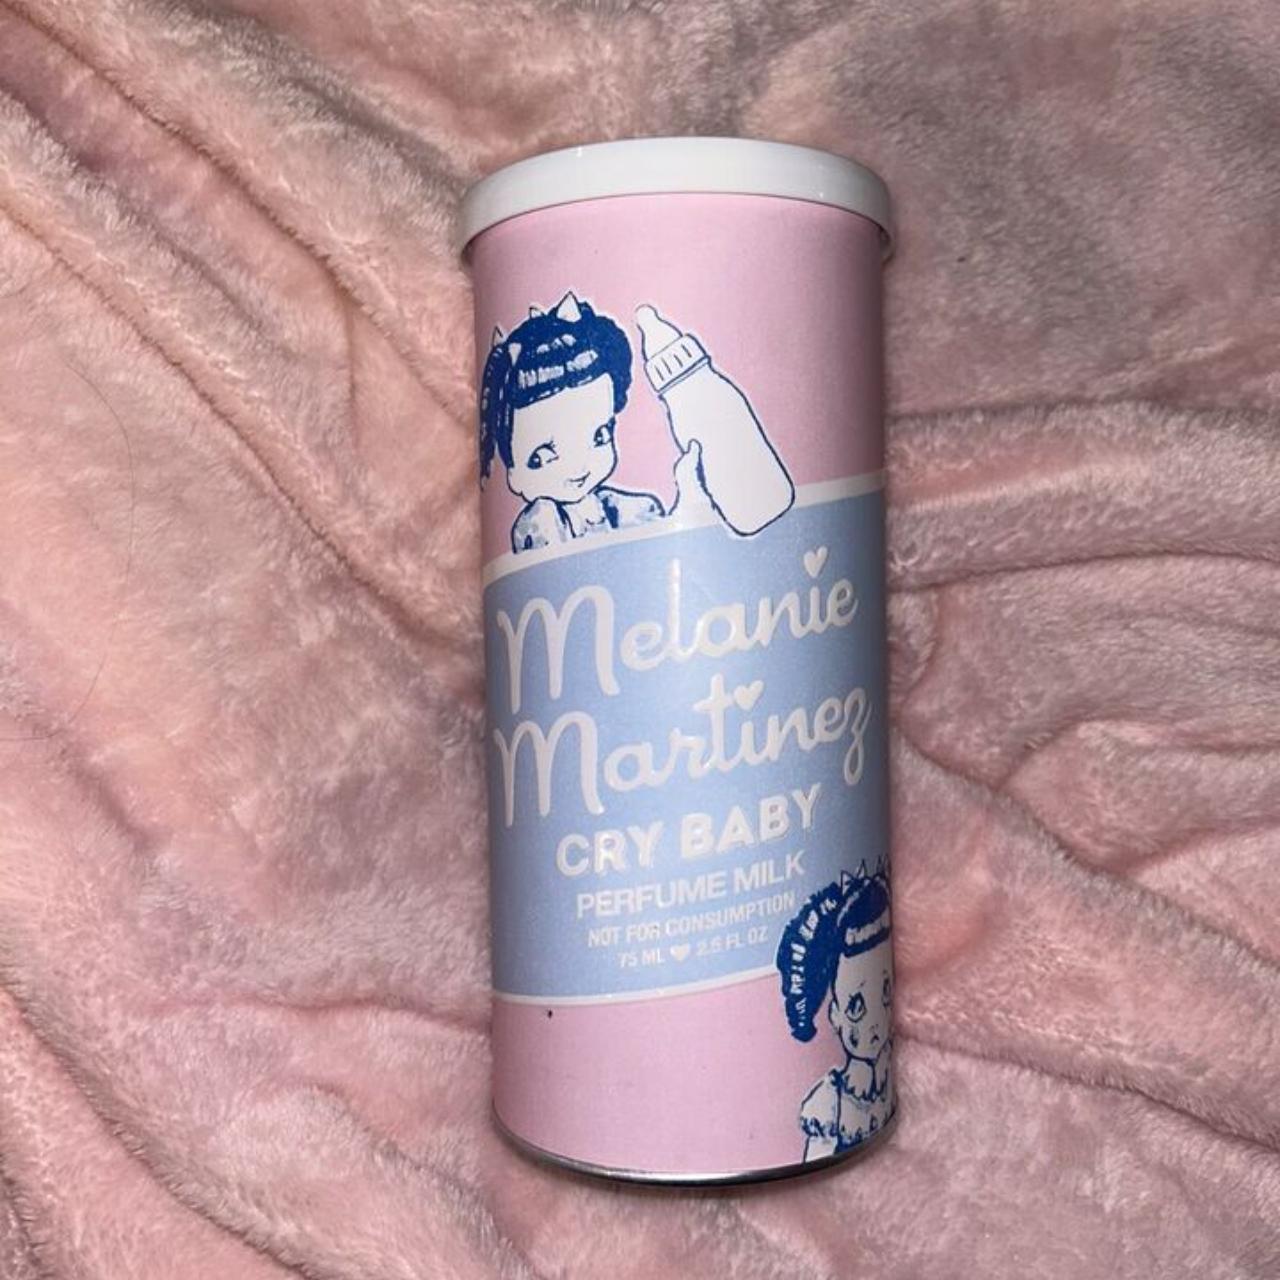 Melanie
Martinez
CRY BABY
PERFUME MILK
NOT FOR CONSUMPTION
75 ML ♥ 2.5 FL OZ